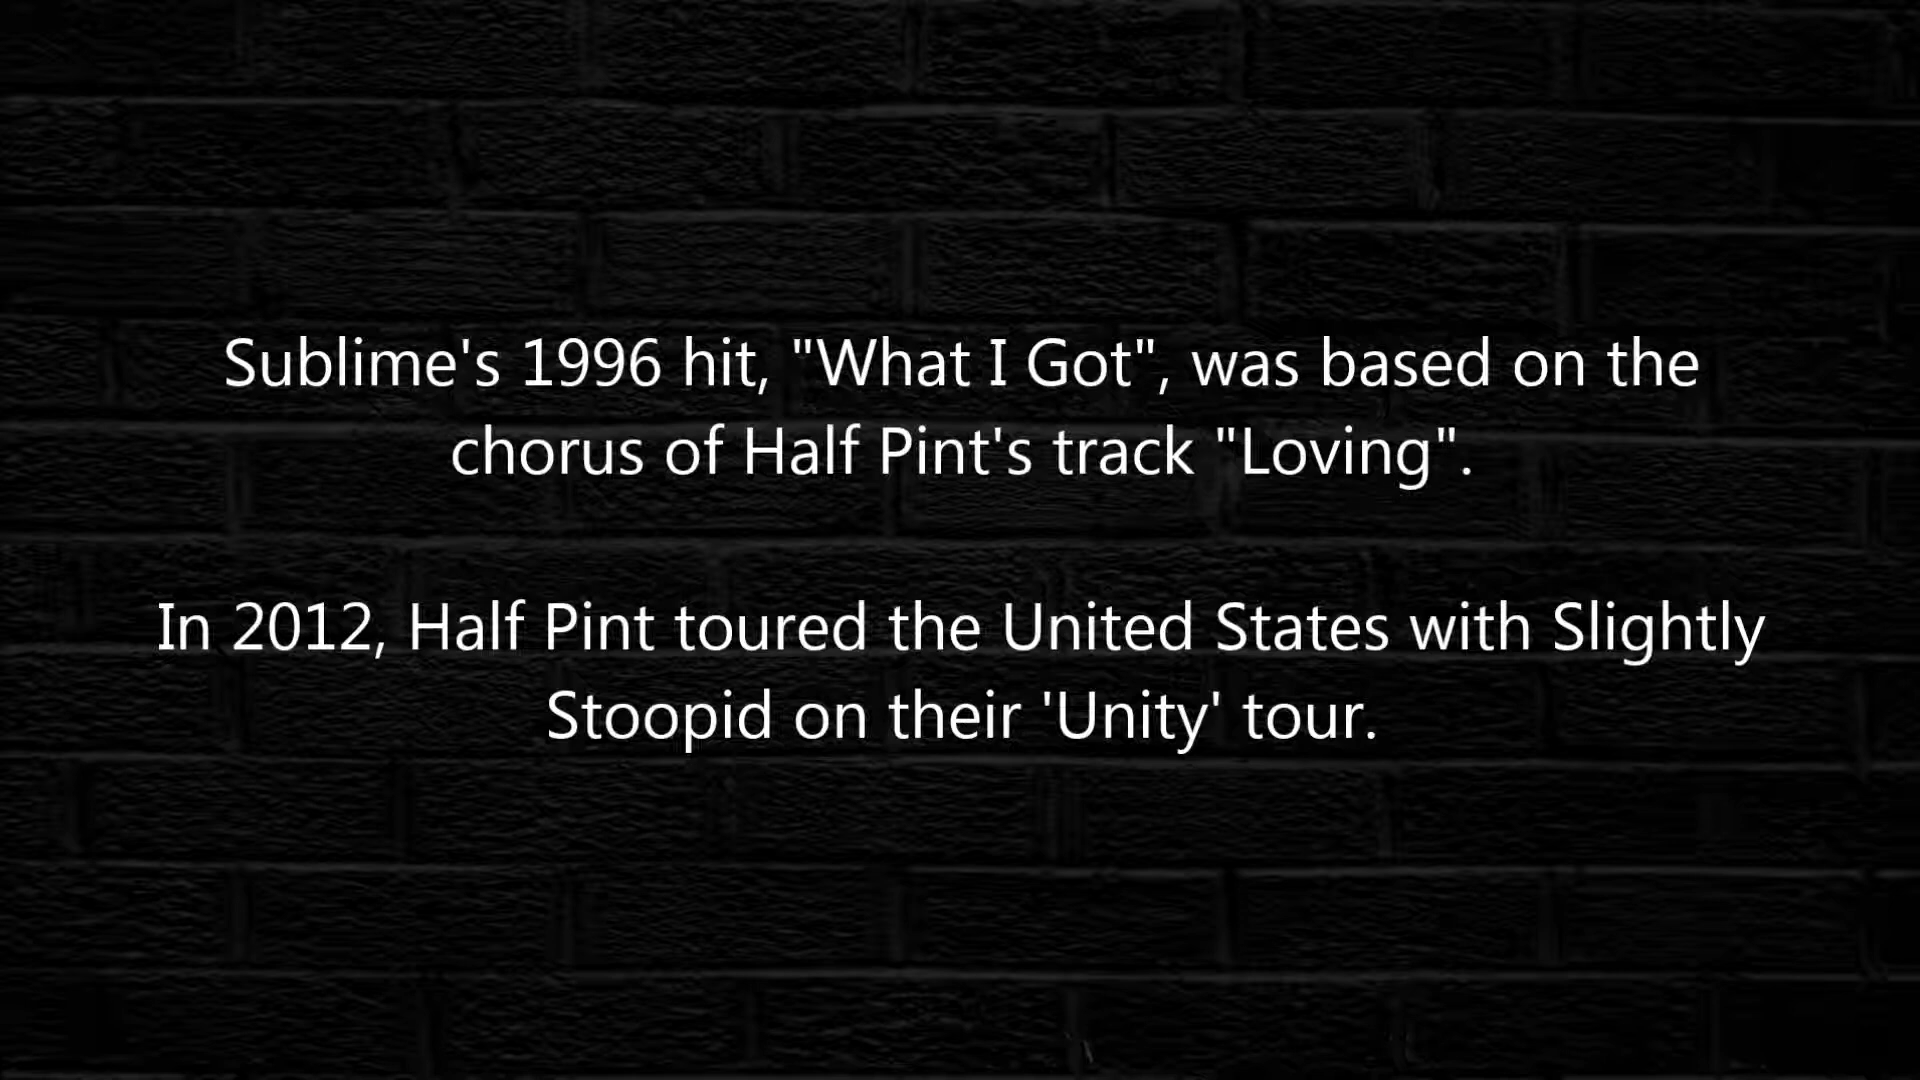 Sublime's 1996 hit, "What I Got", was based on the
chorus of Half Pint's track "Loving".
In 2012, Half Pint toured the United States with Slightly
Stoopid on their 'Unity' tour.